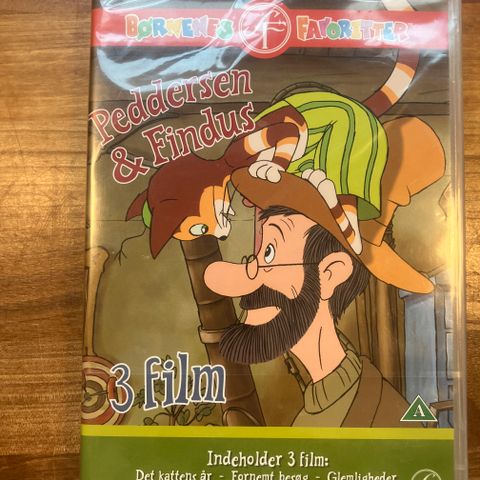 BØRNENES F FAVORITTER
Peddersen
& Findus
3 film
A
Indeholder 3 film:
Det kattens år - Fornemt besøg - Glemligheder